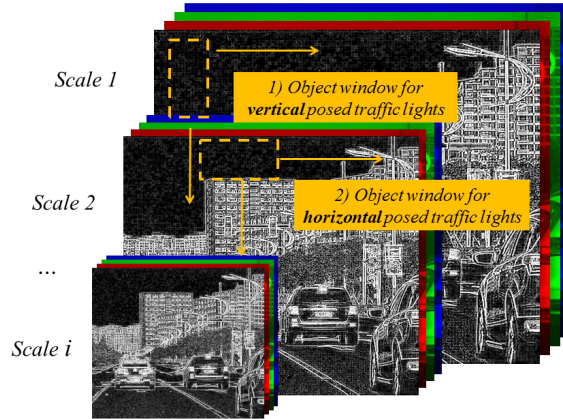 Scale 1
1) Object window for
vertical posed traffic lights
Scale 2
2) Object window for
horizontal posed traffic lights
...
Scale i